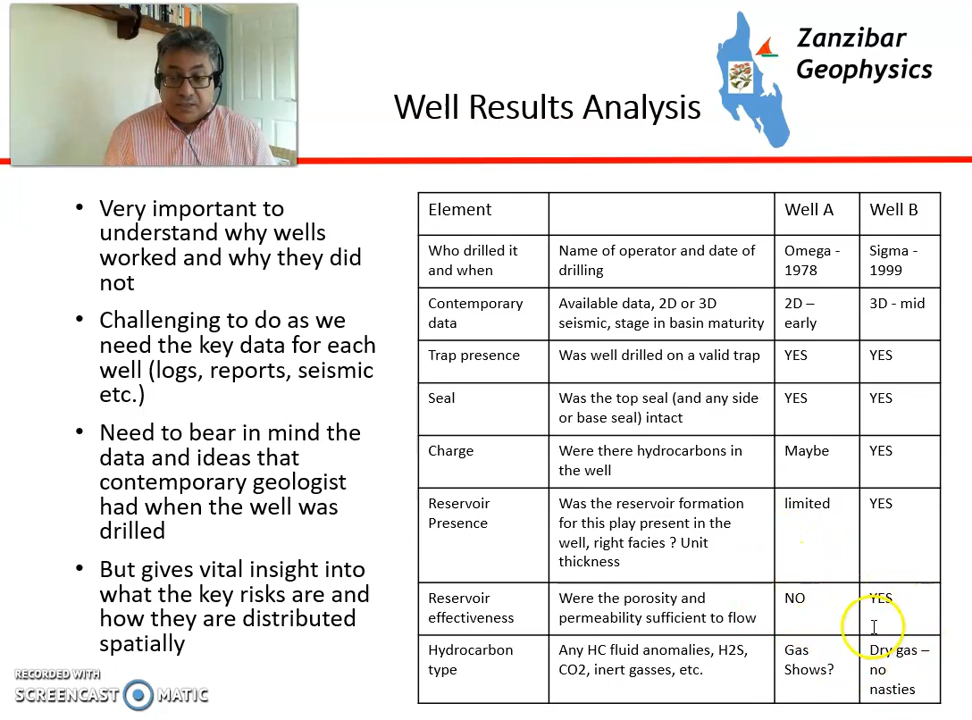 Zanzibar
Geophysics
Well Results Analysis
• Very important to
understand why wells
worked and why they did
not
• Challenging to do as we
need the key data for each
well (logs, reports, seismic
etc.)
• Need to bear in mind the
data and ideas that
contemporary geologist
had when the well was
drilled
• But gives vital insight into
what the key risks are and
how they are distributed
spatially
Element Well A Well B
Who drilled it Name of operator and date of Omega - Sigma -
and when drilling 1978 1999
Contemporary Available data, 2D or 3D 2D – 3D - mid
data seismic, stage in basin maturity early
Trap presence Was well drilled on a valid trap YES YES
Seal Was the top seal (and any side YES YES
or base seal) intact
Charge Were there hydrocarbons in Maybe YES
the well
Reservoir Was the reservoir formation limited YES
Presence for this play present in the
well, right facies ? Unit
thickness
Reservoir Were the porosity and NO YES
effectiveness permeability sufficient to flow
Hydrocarbon Any HC fluid anomalies, H2S, Gas Dry gas –
type CO2, inert gasses, etc. Shows? no
nasties
RECORDED WITH
SCREENCAST MATIC